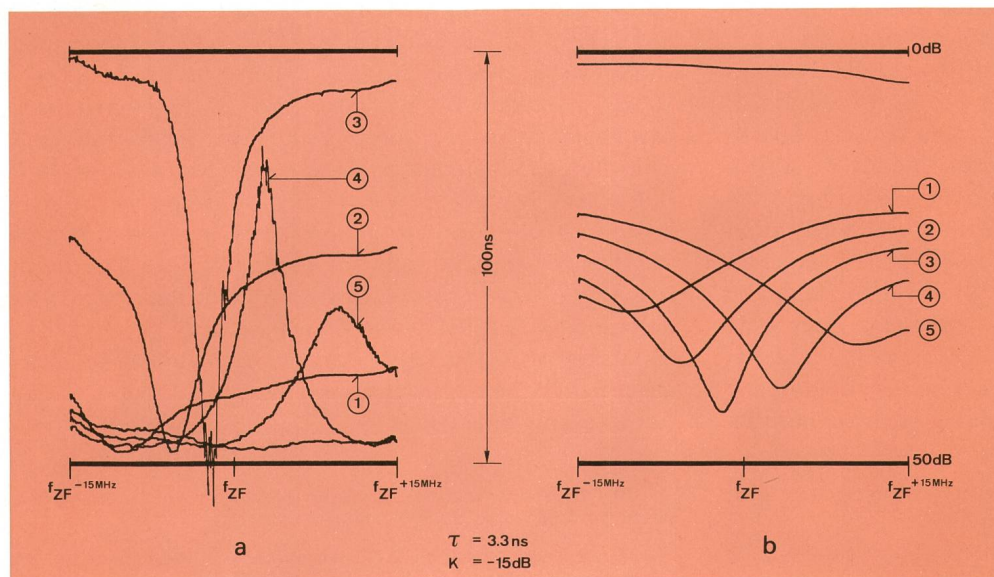 0dB
③
①
④
②
②
③
100ns
⑤
④
⑤
①
50dB
fZF-15MHz
fZF
fZF+15MHz
fZF-15MHz
fZF
fZF+15MHz
τ = 3.3ns
a
b
K = -15dB